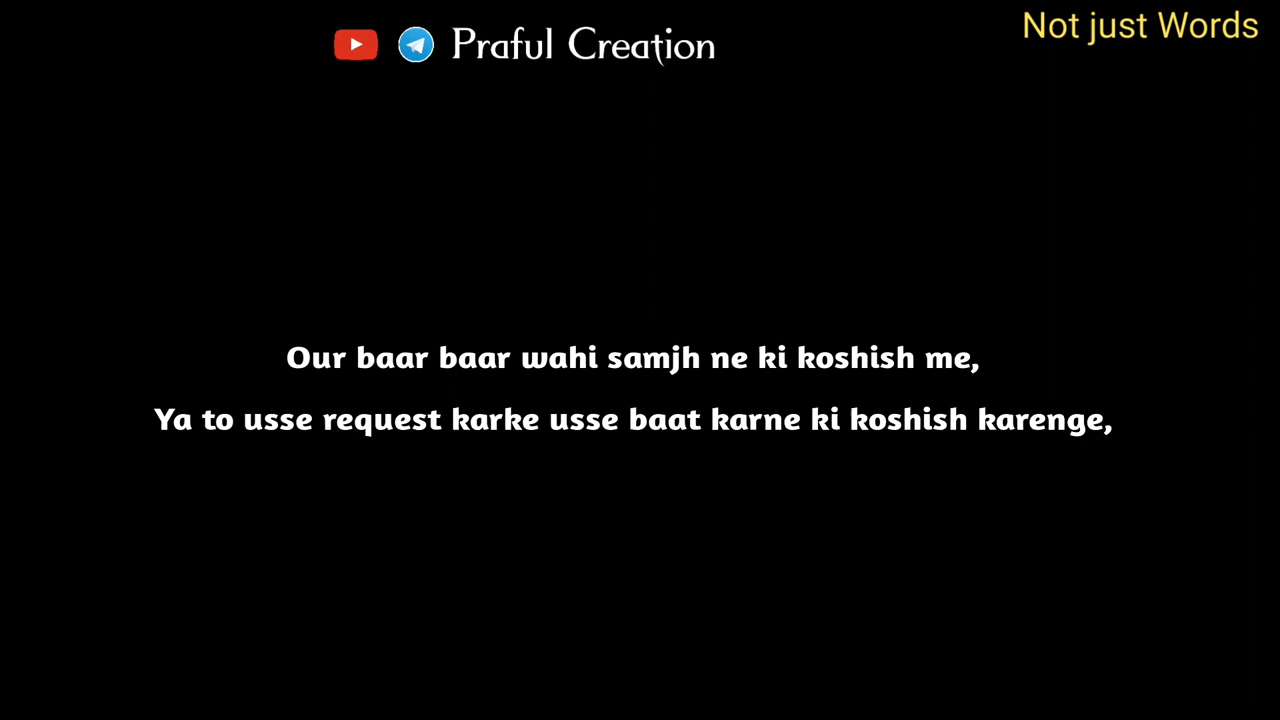 Praful Creation
Not just Words
Our baar baar wahi samjh ne ki koshish me,
Ya to usse request karke usse baat karne ki koshish karenge,